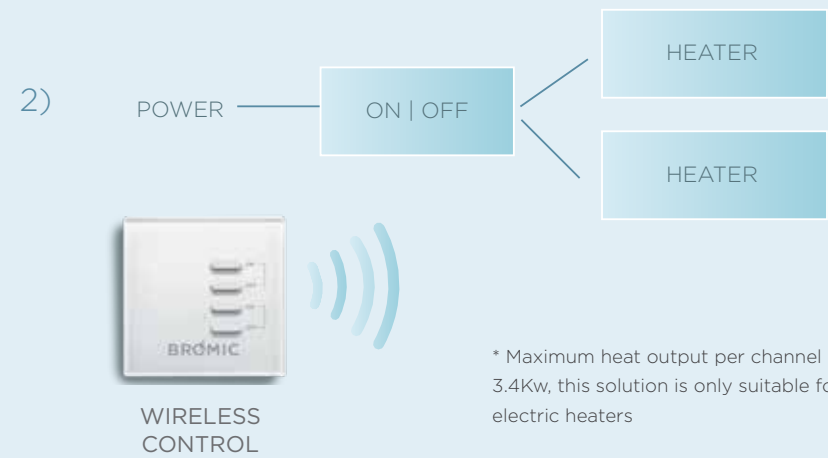 HEATER
2)
POWER
ON | OFF
HEATER
BROMIC
* Maximum heat output per channel
3.4Kw, this solution is only suitable
electric heaters
WIRELESS
CONTROL